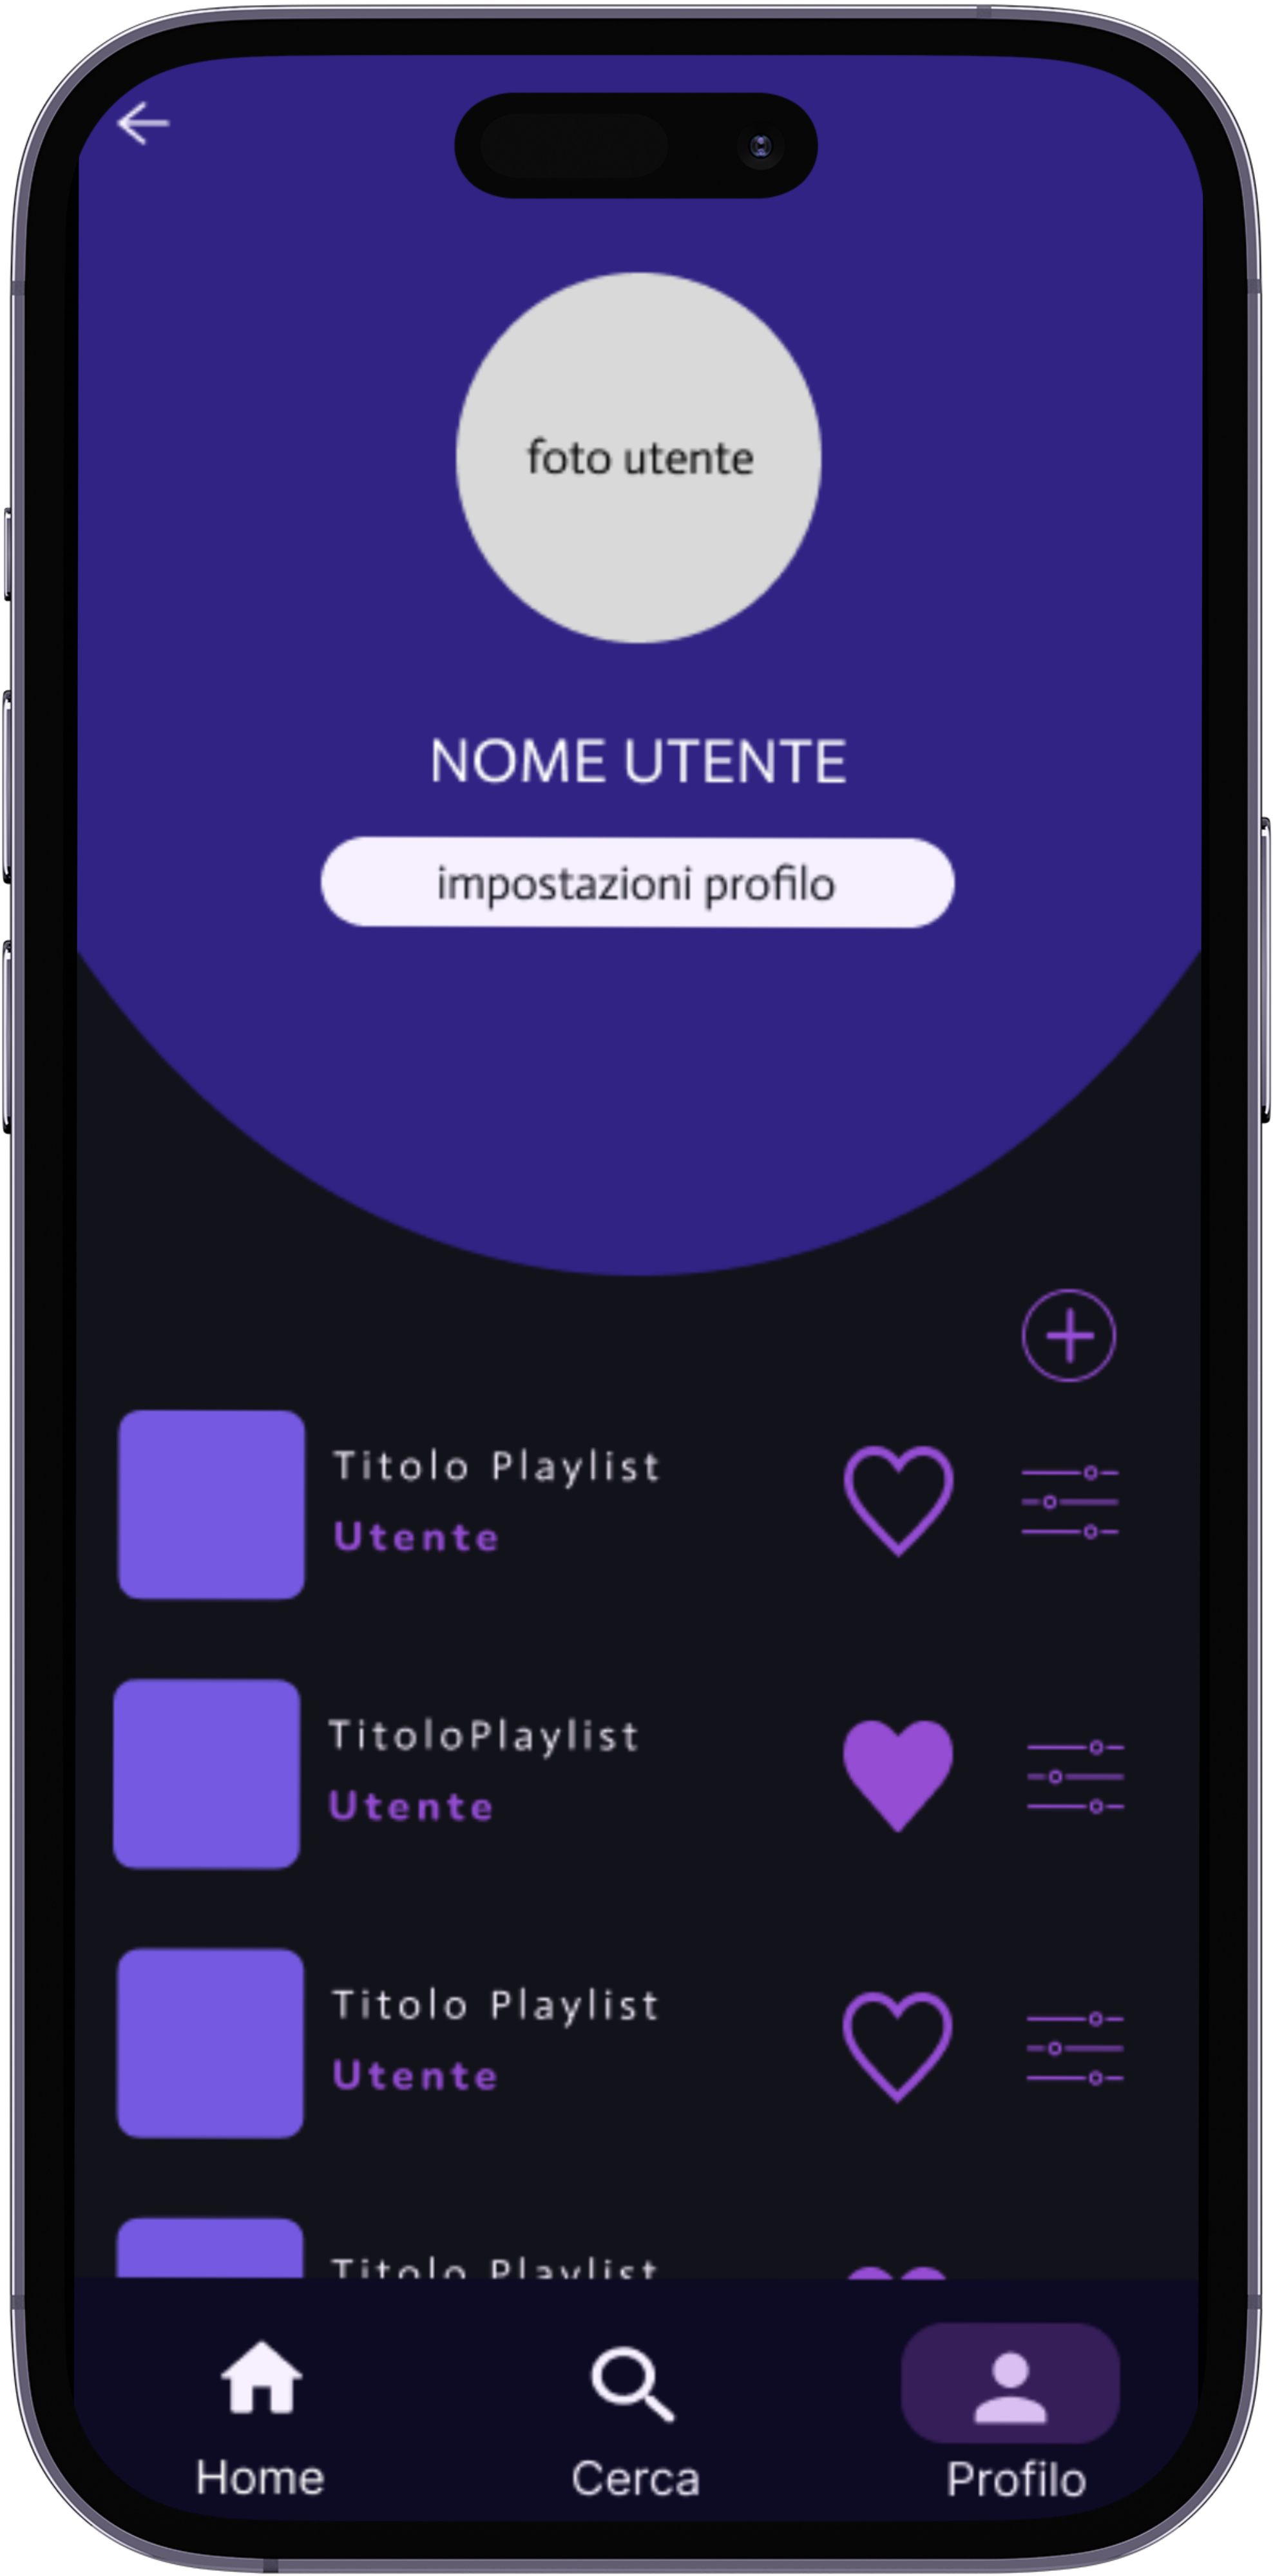 foto utente
NOME UTENTE
impostazioni profilo
Titolo Playlist
Utente
TitoloPlaylist
Utente
Titolo Playlist
Utente
Titolo Playlist
Home Cerca Profilo